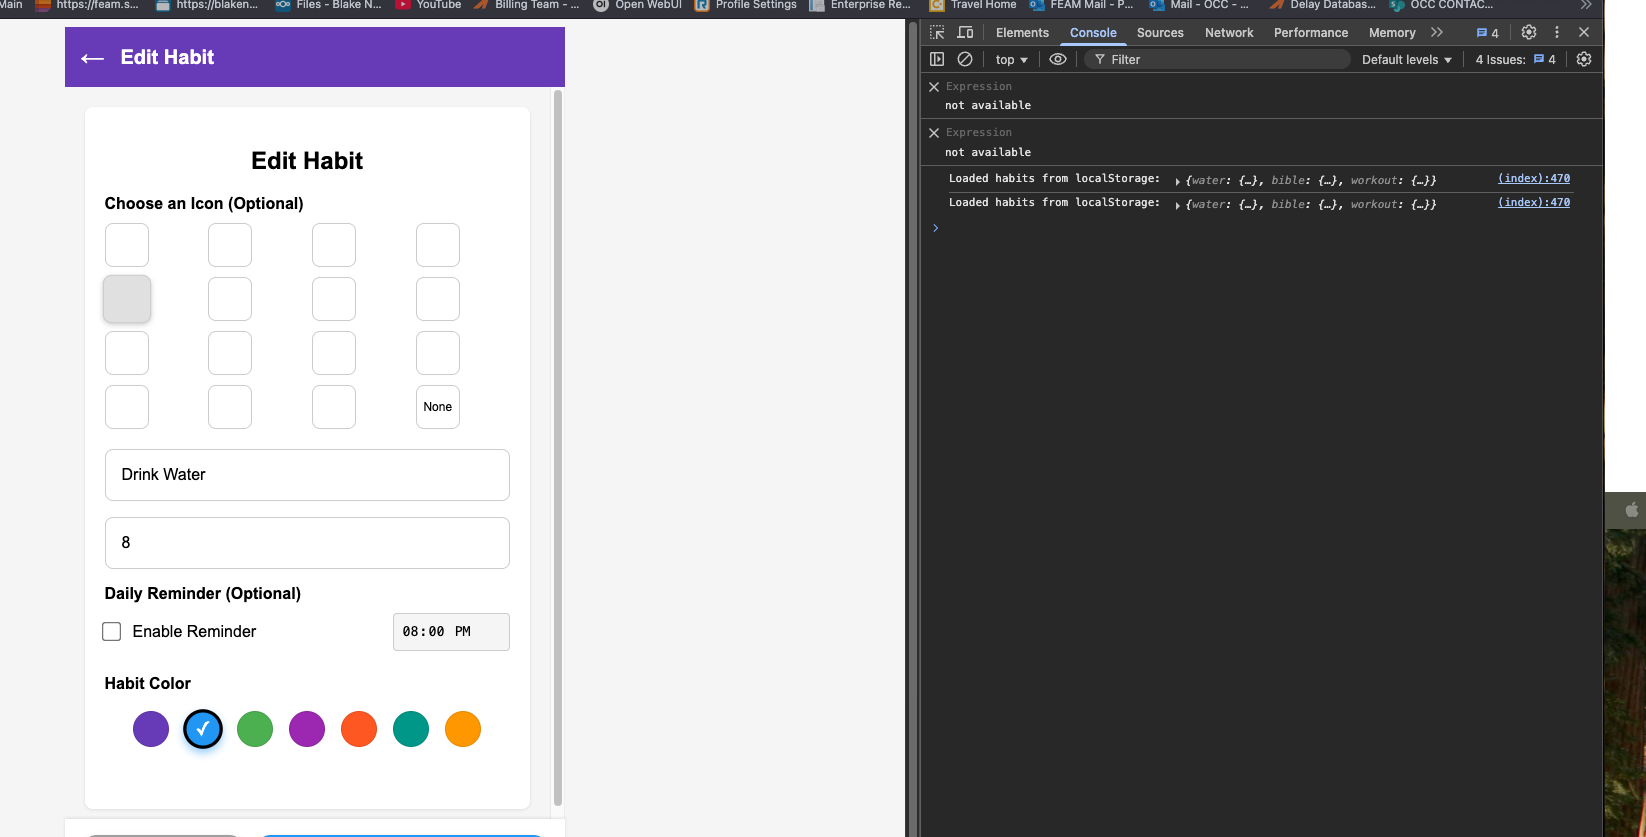 Main https://feam.s... https://blaken... Files - Blake N... YouTube Billing Team - ... Open WebUI Profile Settings Enterprise Re... Travel Home FEAM Mail - P... Mail - OCC - ... Delay Databas... OCC CONTAC...
← Edit Habit
Edit Habit
Choose an Icon (Optional)
None
Drink Water
8
Daily Reminder (Optional)
Enable Reminder
08:00 PM
Habit Color
Elements Console Sources Network Performance Memory 4
top Filter Default levels 4 Issues: 4
Expression
not available
Expression
not available
Loaded habits from localStorage: {water: {…}, bible: {…}, workout: {…}} (index):470
Loaded habits from localStorage: {water: {…}, bible: {…}, workout: {…}} (index):470